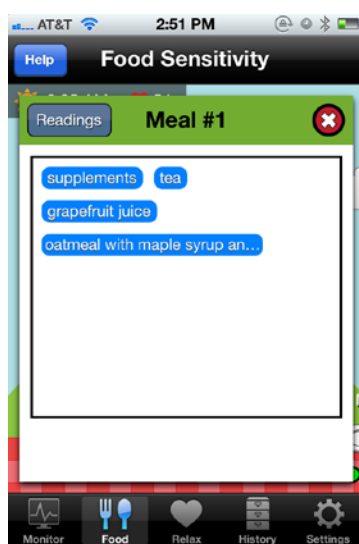 AT&T 2:51 PM
Help Food Sensitivity
Readings Meal #1
supplements tea
grapefruit juice
oatmeal with maple syrup an...
Monitor Food Relax History Settings